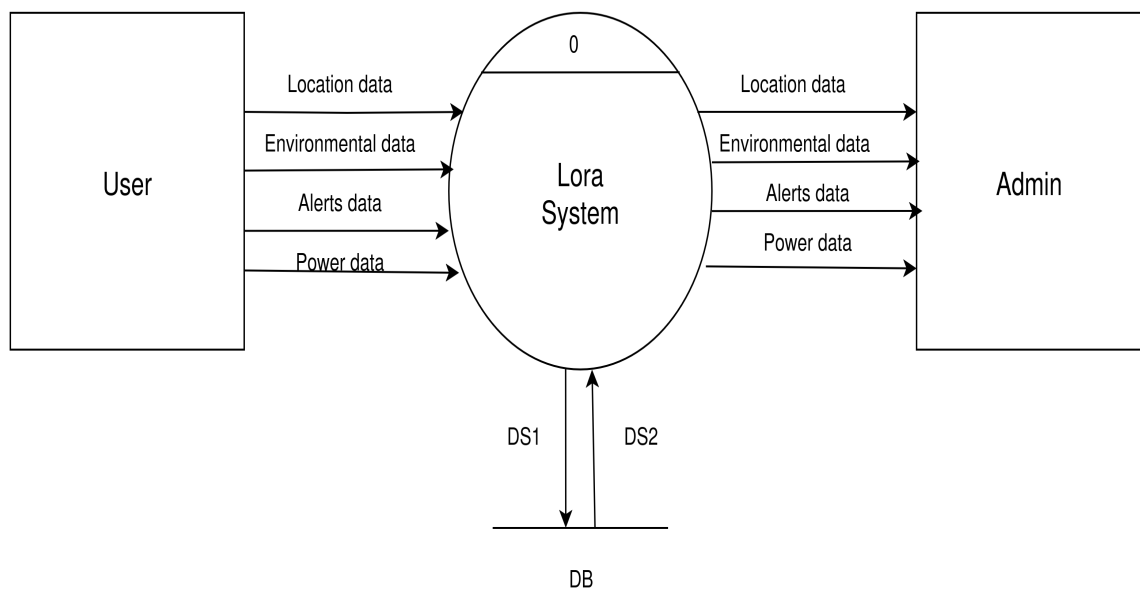 0
Location data
Location data
Environmental data
Environmental data
User
Lora
System
Admin
Alerts data
Alerts data
Power data
Power data
DS1
DS2
DB